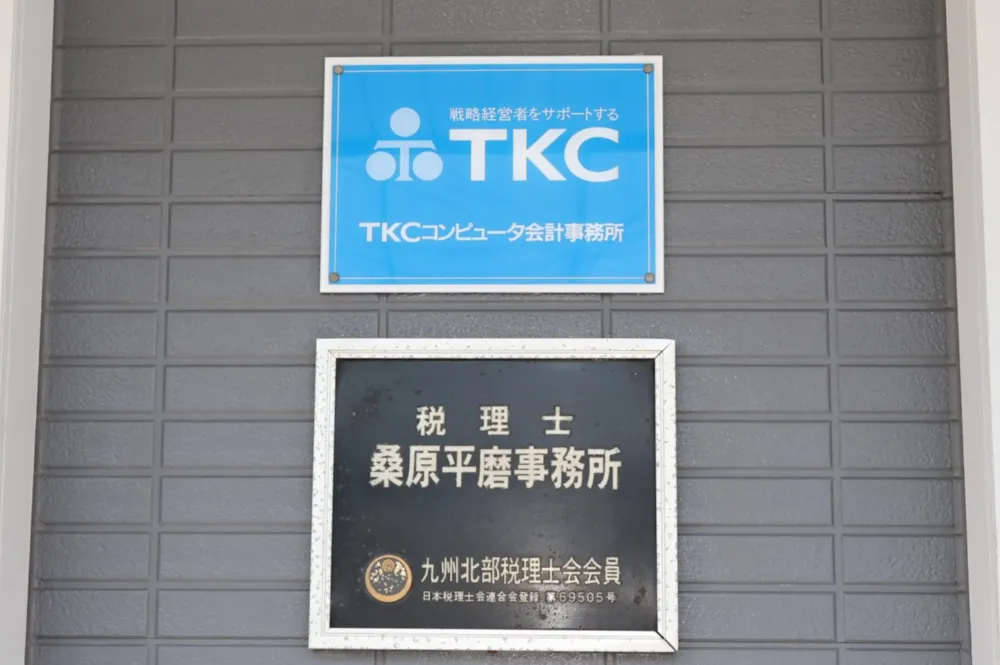 戦略経営者をサポートする
TKC
TKCコンピュータ会計事務所
税理士
桑原平磨事務所
九州北部税理士会会員
日本税理士会連合会登録 第69505号